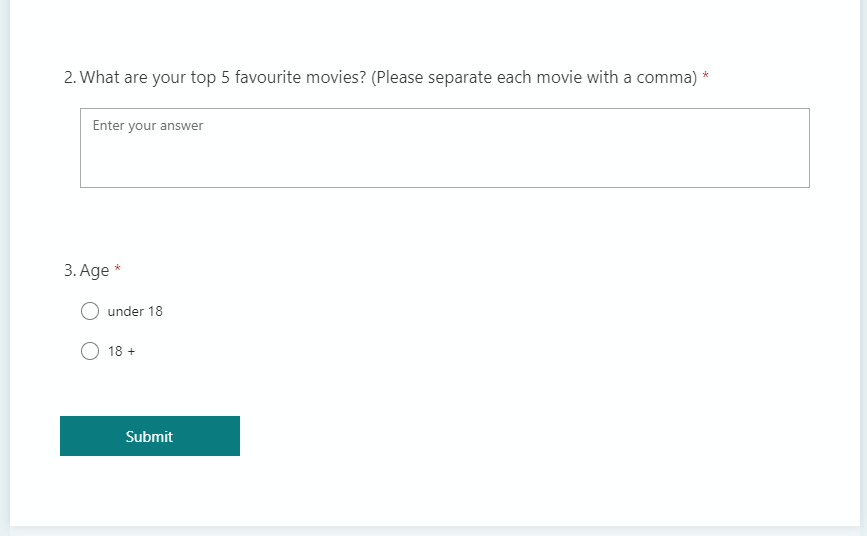 2. What are your top 5 favourite movies? (Please separate each movie with a comma) *
Enter your answer
3. Age *
under 18
18 +
Submit